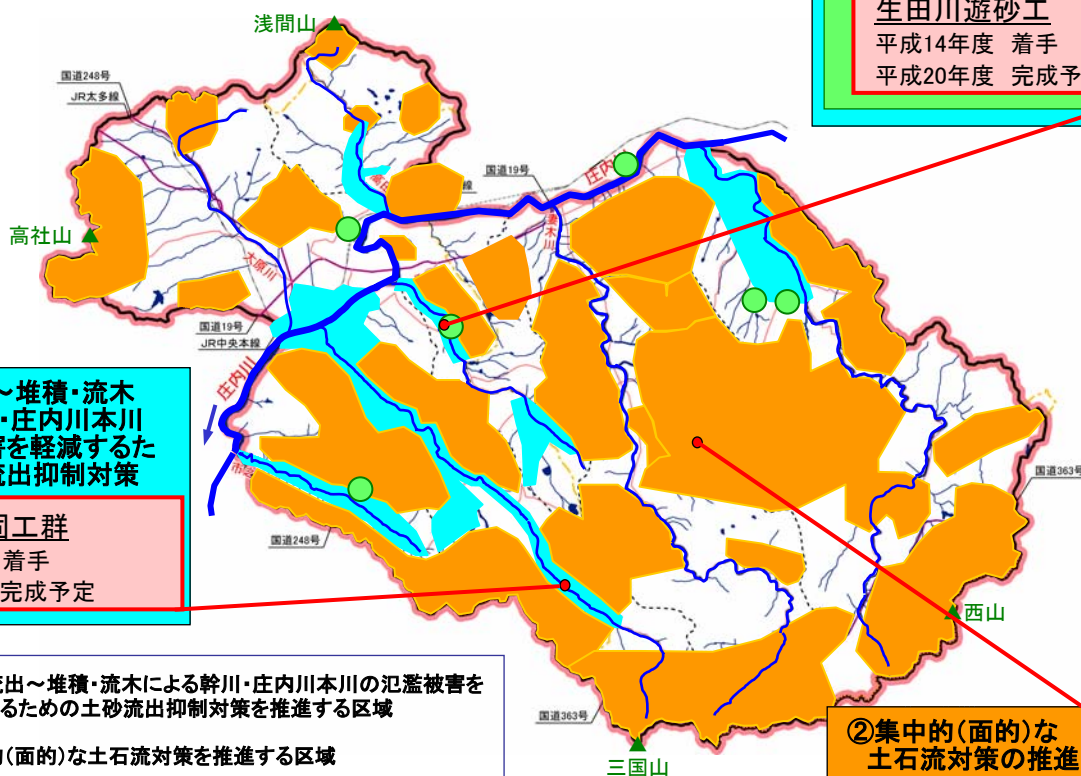 浅間山
生田川遊砂工
平成14年度 着手
平成20年度 完成予
国道248号
JR太多線
国道19号
庄内
線
妻木川
高社山
大原川
国道19号
JR中央本線
庄内川
～堆積・流木
・庄内川本川
害を軽減するた
流出抑制対策
固工群
着手
完成予定
国道248号
国道363号
西山
流出～堆積・流木による幹川・庄内川本川の氾濫被害を
るための土砂流出抑制対策を推進する区域
的(面的)な土石流対策を推進する区域
国道363号
三国山
②集中的(面的)な
土石流対策の推進